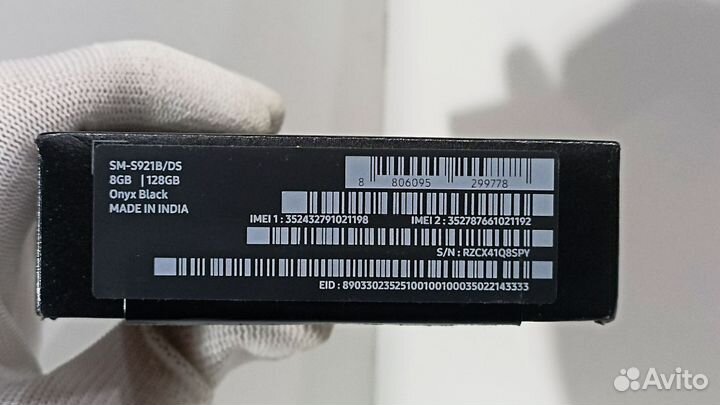 SM-S921B/DS
8GB | 128GB
Onyx Black
MADE IN INDIA
8 806095 299778
IMEI 1 : 352432791021198 IMEI 2 : 352787661021192
S/N : RZCX41Q8SPY
EID : 89033023525100100100035022143333
Avito